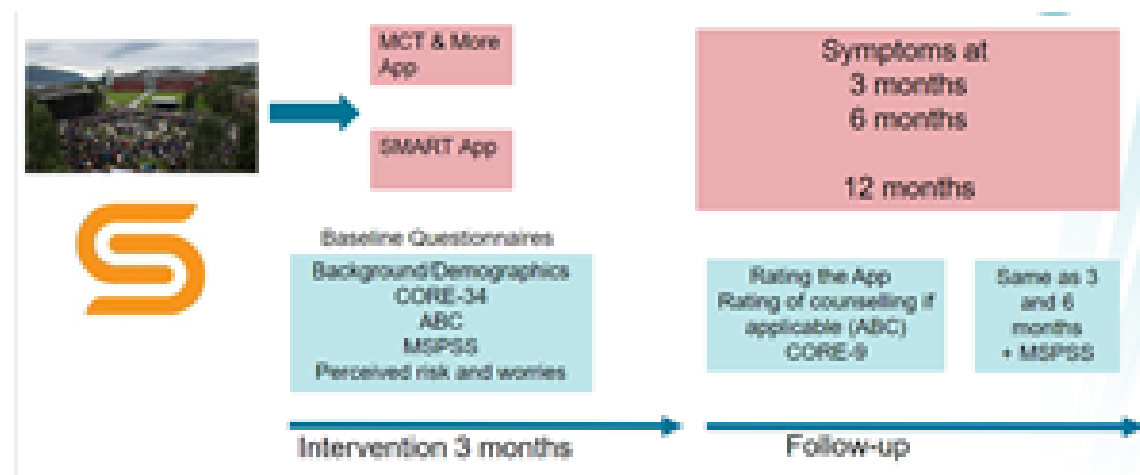 MCT & More
App
SMART App
Symptoms at
3 months
6 months
12 months
Baseline Questionnaires
Background/Demographics
CORE-34
ABC
MSPSS
Perceived risk and worries
Rating the App
Rating of counselling if
applicable (ABC)
CORE-9
Same as 3
and 6
months
+ MSPSS
Intervention 3 months
Follow-up